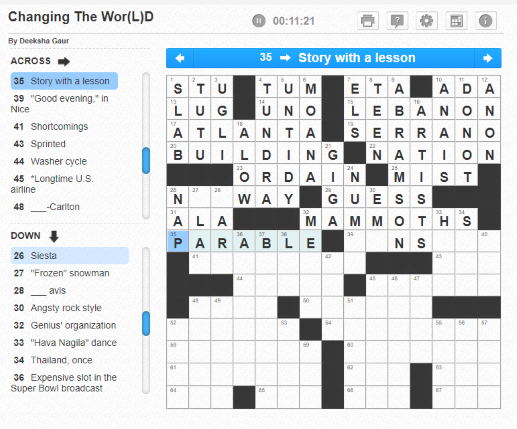 Changing The Wor(L)D
00:11:21
By Deeksha Gaur
ACROSS
35 Story with a lesson
39 "Good evening," in
Nice
41 Shortcomings
43 Sprinted
44 Washer cycle
45 *Longtime U.S.
airline
48 ___-Carlton
DOWN
26 Siesta
27 "Frozen" snowman
28 ___ avis
30 Angsty rock style
32 Genius' organization
33 "Hava Nagila" dance
34 Thailand, once
36 Expensive slot in the
Super Bowl broadcast
35 Story with a lesson
S T U T U M E T A A D A
L U G U N O L E B A N O N
A T L A N T A S E R R A N O
B U I L D I N G N A T I O N
O R D A I N M I S T
N W A Y G U E S S
A L A M A M M O T H S
P A R A B L E N S